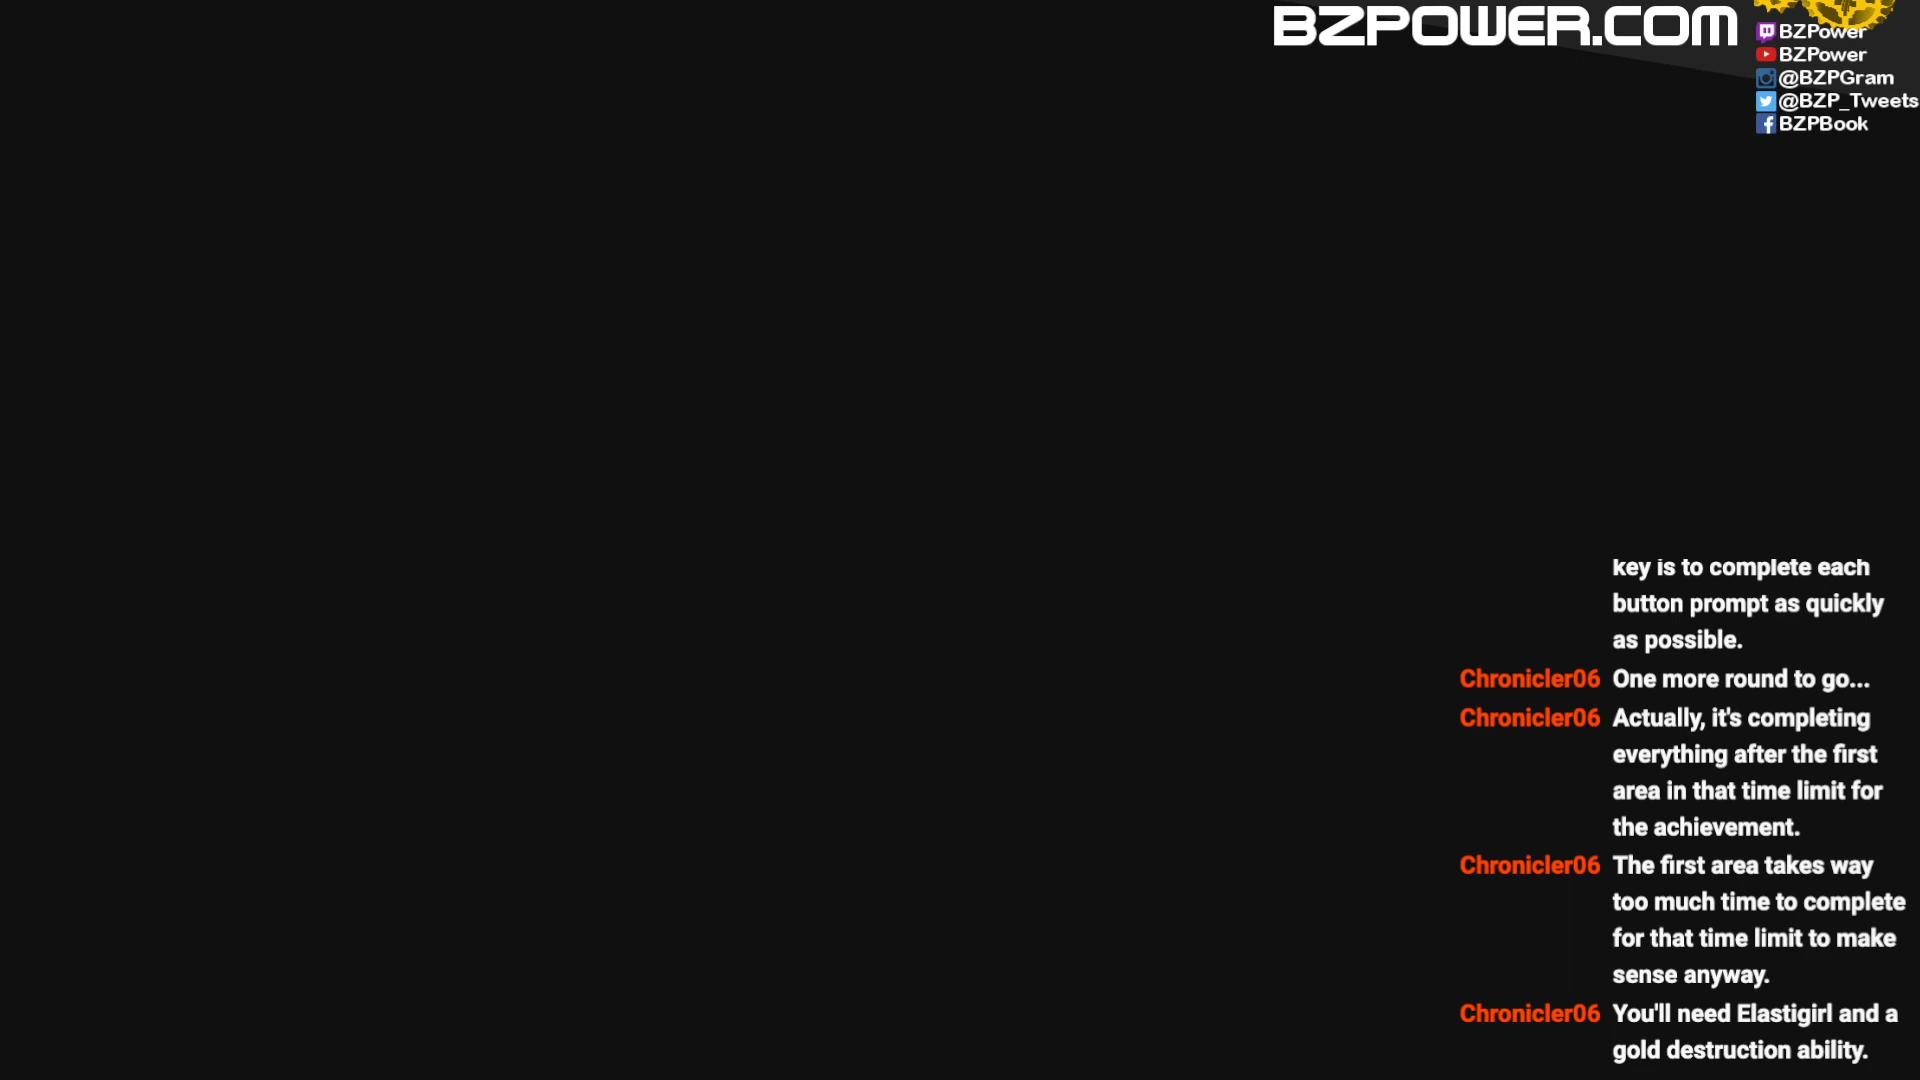 BZPOWER.COM
BZPower
BZPower
@BZPGram
@BZP_Tweets
BZPBook
key is to complete each
button prompt as quickly
as possible.
Chronicler06 One more round to go...
Chronicler06 Actually, it's completing
everything after the first
area in that time limit for
the achievement.
Chronicler06 The first area takes way
too much time to complete
for that time limit to make
sense anyway.
Chronicler06 You'll need Elastigirl and a
gold destruction ability.